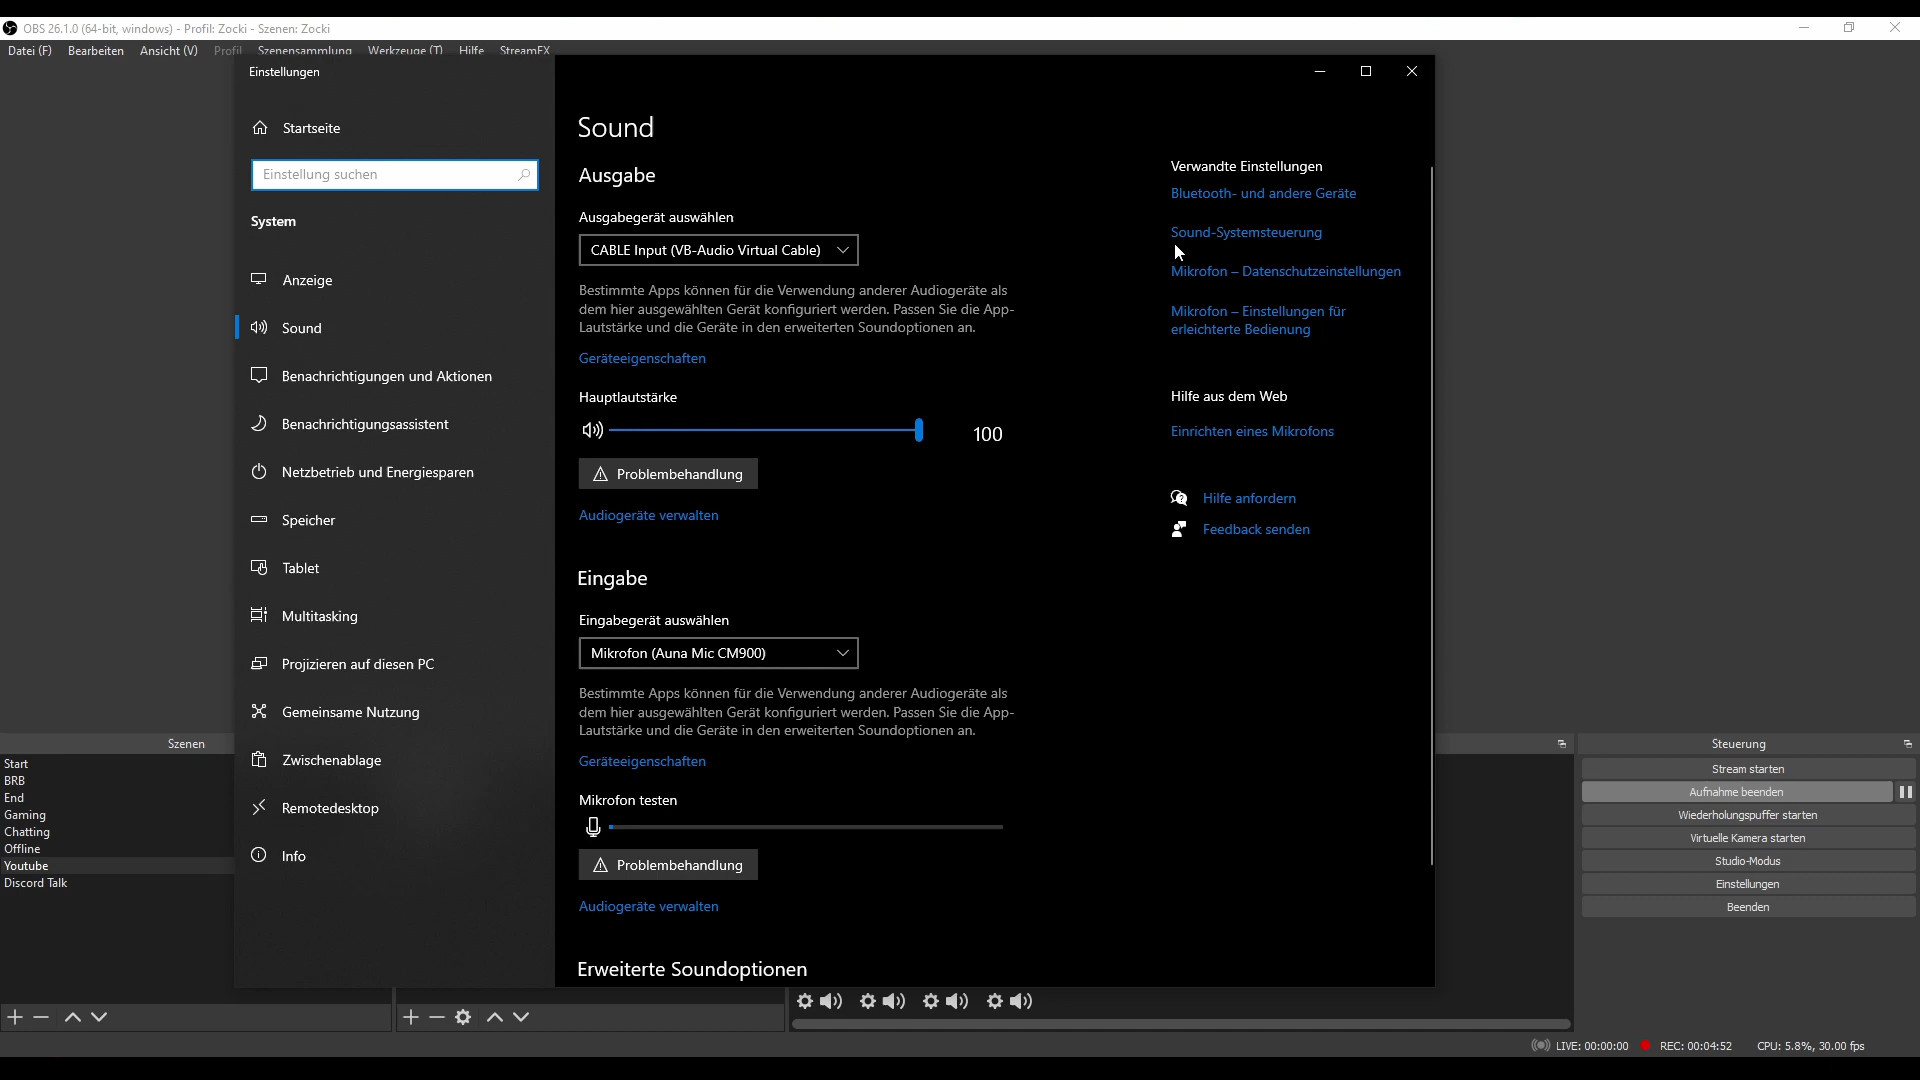 OBS 26.1.0 (64-bit, windows) - Profil: Zocki - Szenen: Zocki
Datei (F) Bearbeiten Ansicht (V) Profil Szenensammlung Werkzeuge (T) Hilfe StreamFX
Einstellungen
Startseite
Einstellung suchen
System
Anzeige
Sound
Benachrichtigungen und Aktionen
Benachrichtigungsassistent
Netzbetrieb und Energiesparen
Speicher
Tablet
Multitasking
Projizieren auf diesen PC
Gemeinsame Nutzung
Zwischenablage
Remotedesktop
Info
Sound
Ausgabe
Ausgabegerät auswählen
CABLE Input (VB-Audio Virtual Cable)
Bestimmte Apps können für die Verwendung anderer Audiogeräte als
dem hier ausgewählten Gerät konfiguriert werden. Passen Sie die App-
Lautstärke und die Geräte in den erweiterten Soundoptionen an.
Geräteeigenschaften
Hauptlautstärke
100
Problembehandlung
Audiogeräte verwalten
Eingabe
Eingabegerät auswählen
Mikrofon (Auna Mic CM900)
Bestimmte Apps können für die Verwendung anderer Audiogeräte als
dem hier ausgewählten Gerät konfiguriert werden. Passen Sie die App-
Lautstärke und die Geräte in den erweiterten Soundoptionen an.
Geräteeigenschaften
Mikrofon testen
Problembehandlung
Audiogeräte verwalten
Erweiterte Soundoptionen
Verwandte Einstellungen
Bluetooth- und andere Geräte
Sound-Systemsteuerung
Mikrofon – Datenschutzeinstellungen
Mikrofon – Einstellungen für
erleichterte Bedienung
Hilfe aus dem Web
Einrichten eines Mikrofons
Hilfe anfordern
Feedback senden
Szenen
Start
BRB
End
Gaming
Chatting
Offline
Youtube
Discord Talk
Steuerung
Stream starten
Aufnahme beenden
Wiederholungspuffer starten
Virtuelle Kamera starten
Studio-Modus
Einstellungen
Beenden
LIVE: 00:00:00 REC: 00:04:52 CPU: 5.8%, 30.00 fps